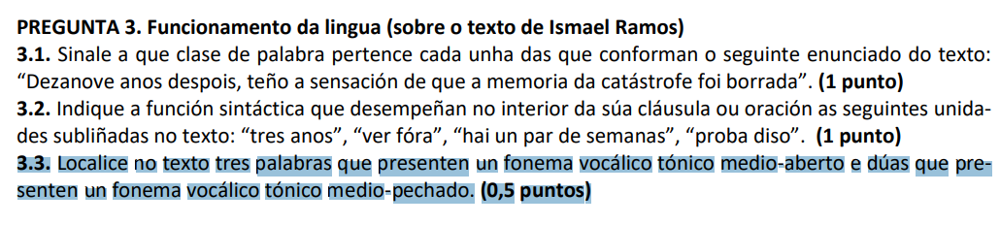 PREGUNTA 3. Funcionamento da lingua (sobre o texto de Ismael Ramos)
3.1. Sinale a que clase de palabra pertence cada unha das que conforman o seguinte enunciado do texto:
“Dezanove anos despois, teño a sensación de que a memoria da catástrofe foi borrada”. (1 punto)
3.2. Indique a función sintáctica que desempeñan no interior da súa cláusula ou oración as seguintes unida-
des subliñadas no texto: “tres anos”, “ver fóra”, “hai un par de semanas”, “proba diso”. (1 punto)
3.3. Localice no texto tres palabras que presenten un fonema vocálico tónico medio-aberto e dúas que pre-
senten un fonema vocálico tónico medio-pechado. (0,5 puntos)